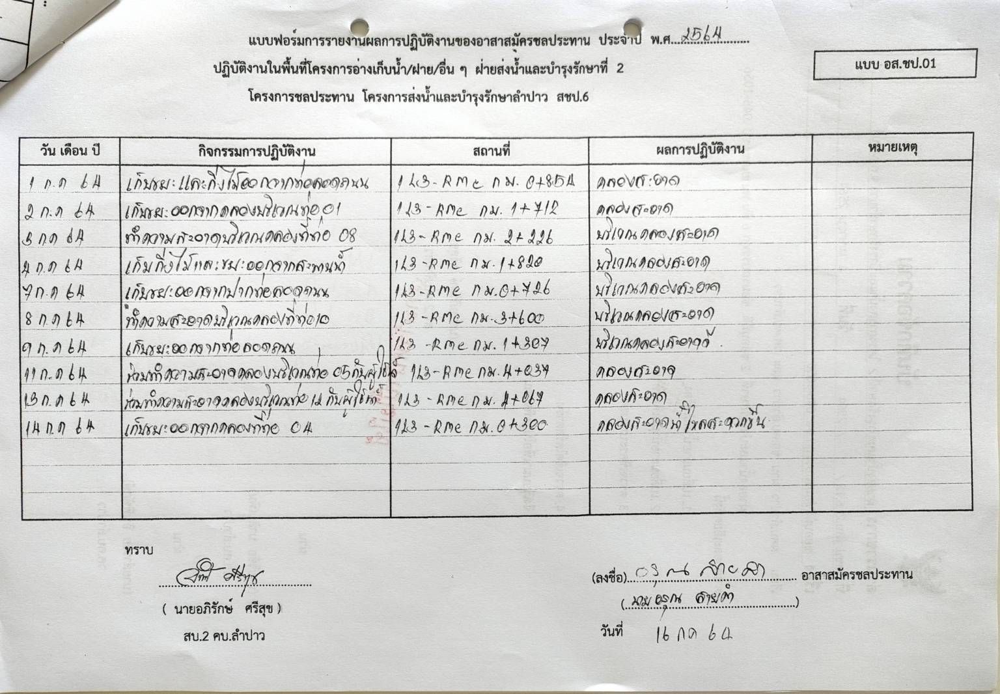 แบบฟอร์มการรายงานผลการปฏิบัติงานของอาสาสมัครชลประทาน ประจำปี พ.ศ. 2564
ปฏิบัติงานในพื้นที่โครงการอ่างเก็บน้ำ/ฝาย/อื่น ๆ ฝ่ายส่งน้ำและบำรุงรักษาที่ 2
แบบ อส.ชป.01
โครงการชลประทาน โครงการส่งน้ำและบำรุงรักษาลำปาว สชป.6
วัน เดือน ปี กิจกรรมการปฏิบัติงาน สถานที่ ผลการปฏิบัติงาน หมายเหตุ
1 ก.ค 64 เก็บขยะและกิ่งไม้ออกจากท่อลอดถนน 1L3-RMC กม. 0+854 คลองสะอาด
2 ก.ค 64 เก็บขยะออกจากคลองบริเวณท่อ 01 1L3-RMC กม. 1+712 คลองสะอาด
3 ก.ค 64 ทำความสะอาดบริเวณคลองที่ท่อ 08 1L3-RMC กม. 2+226 บริเวณคลองสะอาด
4 ก.ค 64 เก็บกิ่งไม้และขยะออกจากสะพานน้ำ 1L3-RMC กม. 1+820 บริเวณคลองสะอาด
7 ก.ค 64 เก็บขยะออกจากปากท่อลอดถนน 1L3-RMC กม. 0+726 บริเวณคลองสะอาด
8 ก.ค 64 ทำความสะอาดบริเวณคลองที่ท่อ 10 1L3-RMC กม. 3+600 บริเวณคลองสะอาด
9 ก.ค 64 เก็บขยะออกจากท่อลอดถนน 1L3-RMC กม. 1+307 บริเวณคลองสะอาด
11 ก.ค 64 ร่วมทำความสะอาดคลองบริเวณท่อ 05 กับผู้ใช้น้ำ 1L3-RMC กม. 4+037 คลองสะอาด
13 ก.ค 64 ร่วมทำความสะอาดคลองบริเวณท่อ 12 กับผู้ใช้น้ำ 1L3-RMC กม. 4+067 คลองสะอาด
14 ก.ค 64 เก็บขยะออกจากคลองที่ท่อ 04 1L3-RMC กม. 0+300 คลองสะอาดน้ำไหลสะดวกขึ้น
ทราบ
(ลงชื่อ) อรุณ อาสาสมัครชลประทาน
( นายอภิรักษ์ ศรีสุข ) (นายอรุณ )
สบ.2 คบ.ลำปาว วันที่ 16 ก.ค 64